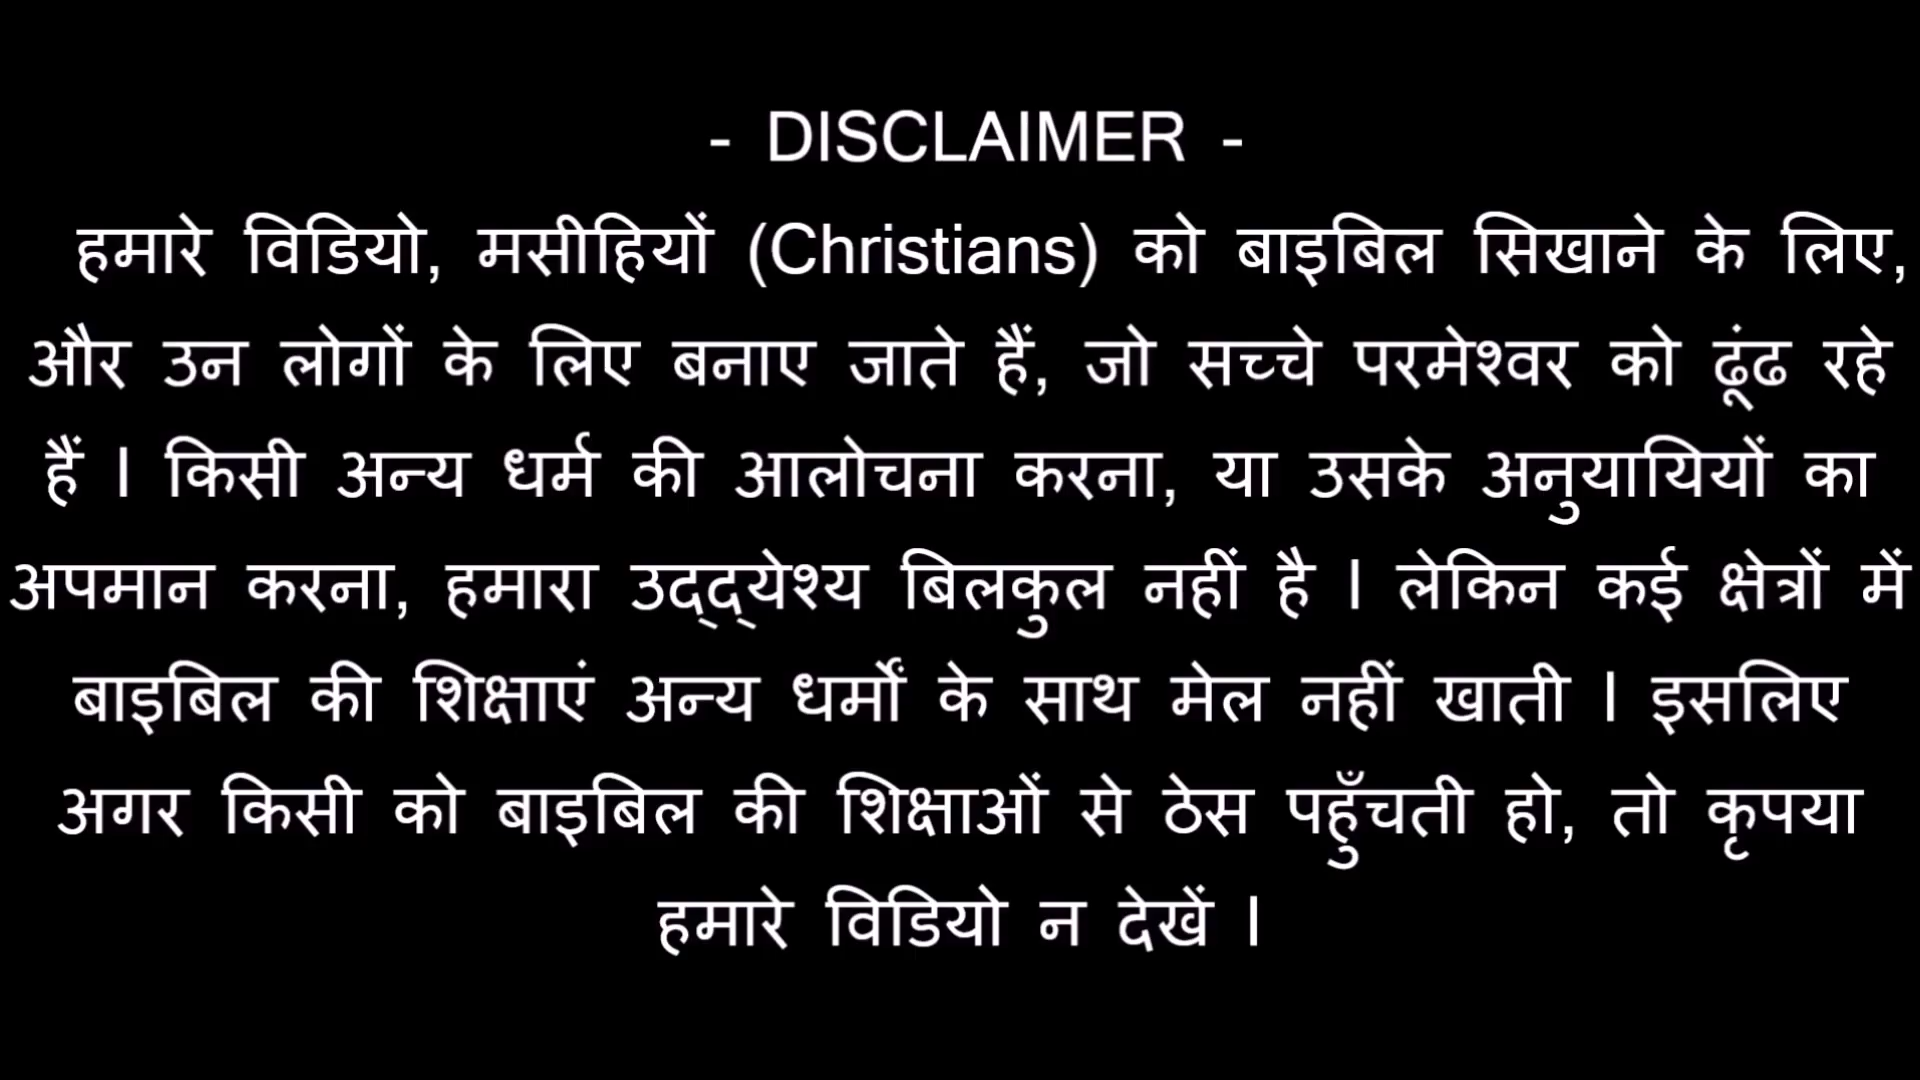 - DISCLAIMER -
हमारे विडियो, मसीहियों (Christians) को बाइबिल सिखाने के लिए,
और उन लोगों के लिए बनाए जाते हैं, जो सच्चे परमेश्वर को ढूंढ रहे
हैं । किसी अन्य धर्म की आलोचना करना, या उसके अनुयायियों का
अपमान करना, हमारा उद्द्येश्य बिलकुल नहीं है । लेकिन कई क्षेत्रों में
बाइबिल की शिक्षाएं अन्य धर्मों के साथ मेल नहीं खाती । इसलिए
अगर किसी को बाइबिल की शिक्षाओं से ठेस पहुँचती हो, तो कृपया
हमारे विडियो न देखें ।